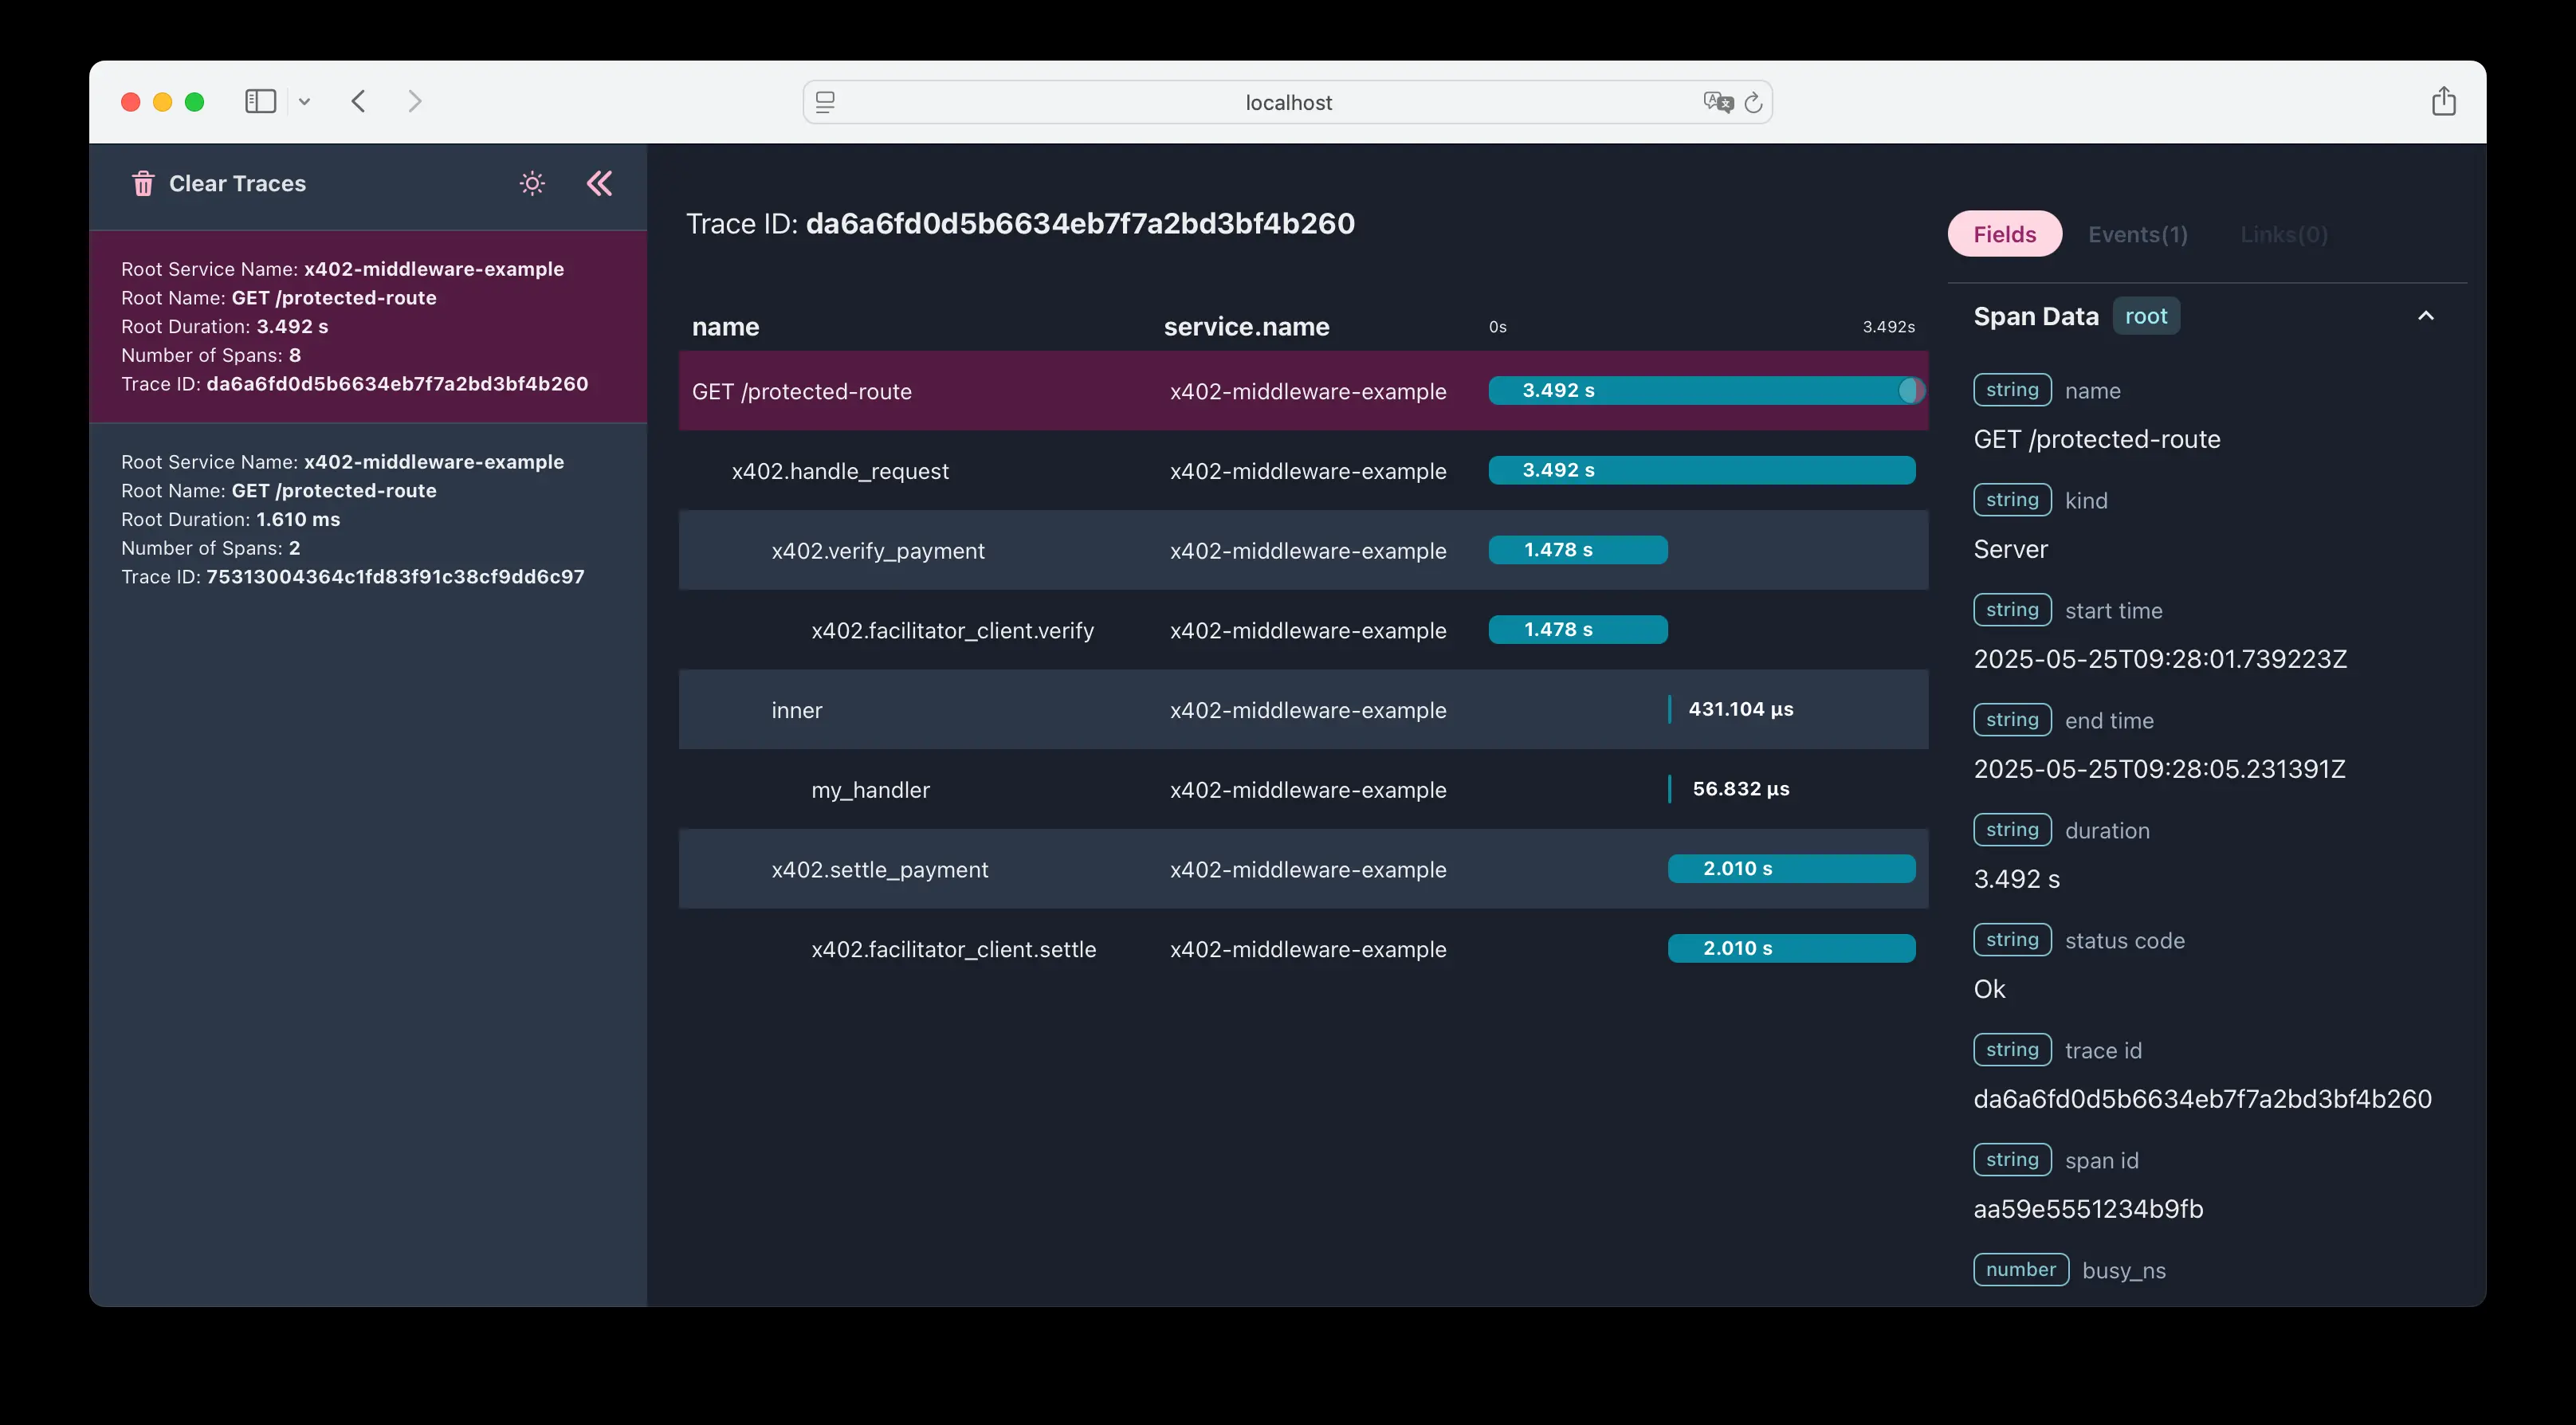 localhost
Clear Traces
Root Service Name: x402-middleware-example
Root Name: GET /protected-route
Root Duration: 3.492 s
Number of Spans: 8
Trace ID: da6a6fd0d5b6634eb7f7a2bd3bf4b260
Root Service Name: x402-middleware-example
Root Name: GET /protected-route
Root Duration: 1.610 ms
Number of Spans: 2
Trace ID: 75313004364c1fd83f91c38cf9dd6c97
Trace ID: da6a6fd0d5b6634eb7f7a2bd3bf4b260
name service.name 0s 3.492s
GET /protected-route x402-middleware-example 3.492 s
x402.handle_request x402-middleware-example 3.492 s
x402.verify_payment x402-middleware-example 1.478 s
x402.facilitator_client.verify x402-middleware-example 1.478 s
inner x402-middleware-example 431.104 μs
my_handler x402-middleware-example 56.832 μs
x402.settle_payment x402-middleware-example 2.010 s
x402.facilitator_client.settle x402-middleware-example 2.010 s
Fields Events(1) Links(0)
Span Data root
string name
GET /protected-route
string kind
Server
string start time
2025-05-25T09:28:01.739223Z
string end time
2025-05-25T09:28:05.231391Z
string duration
3.492 s
string status code
Ok
string trace id
da6a6fd0d5b6634eb7f7a2bd3bf4b260
string span id
aa59e5551234b9fb
number busy_ns